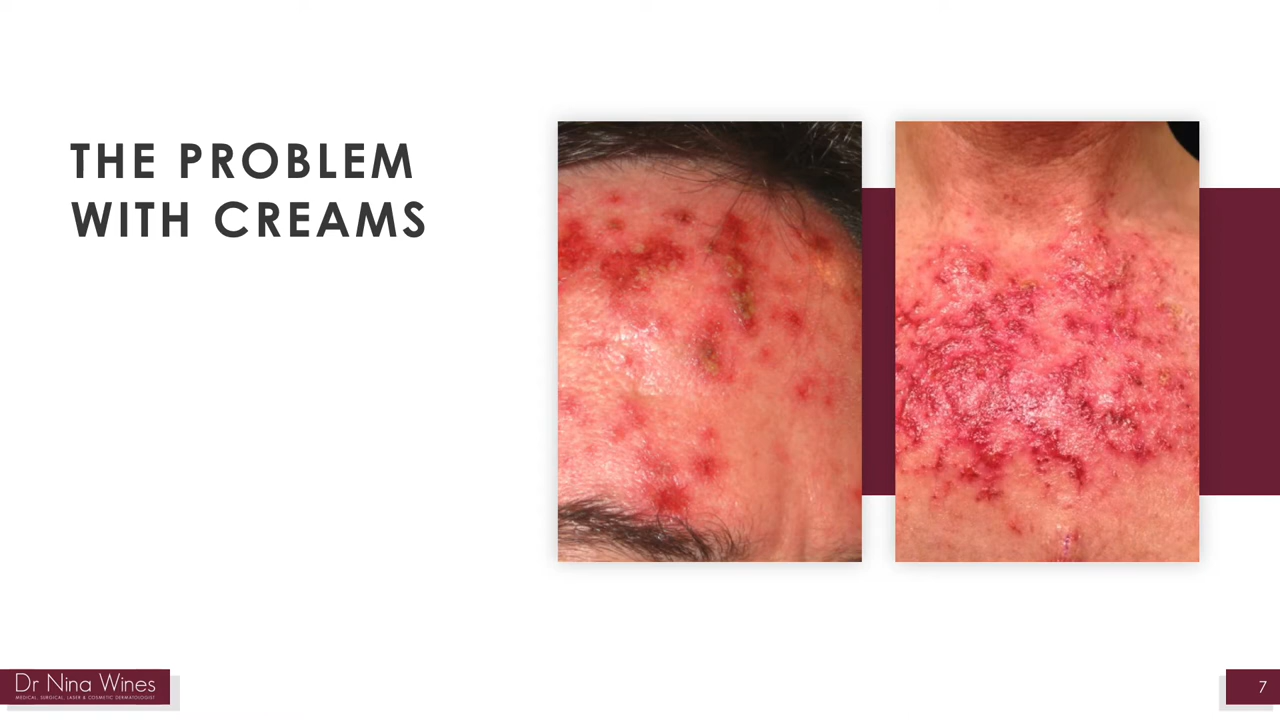 THE PROBLEM
WITH CREAMS
Dr Nina Wines
MEDICAL, SURGICAL, LASER & COSMETIC DERMATOLOGIST
7